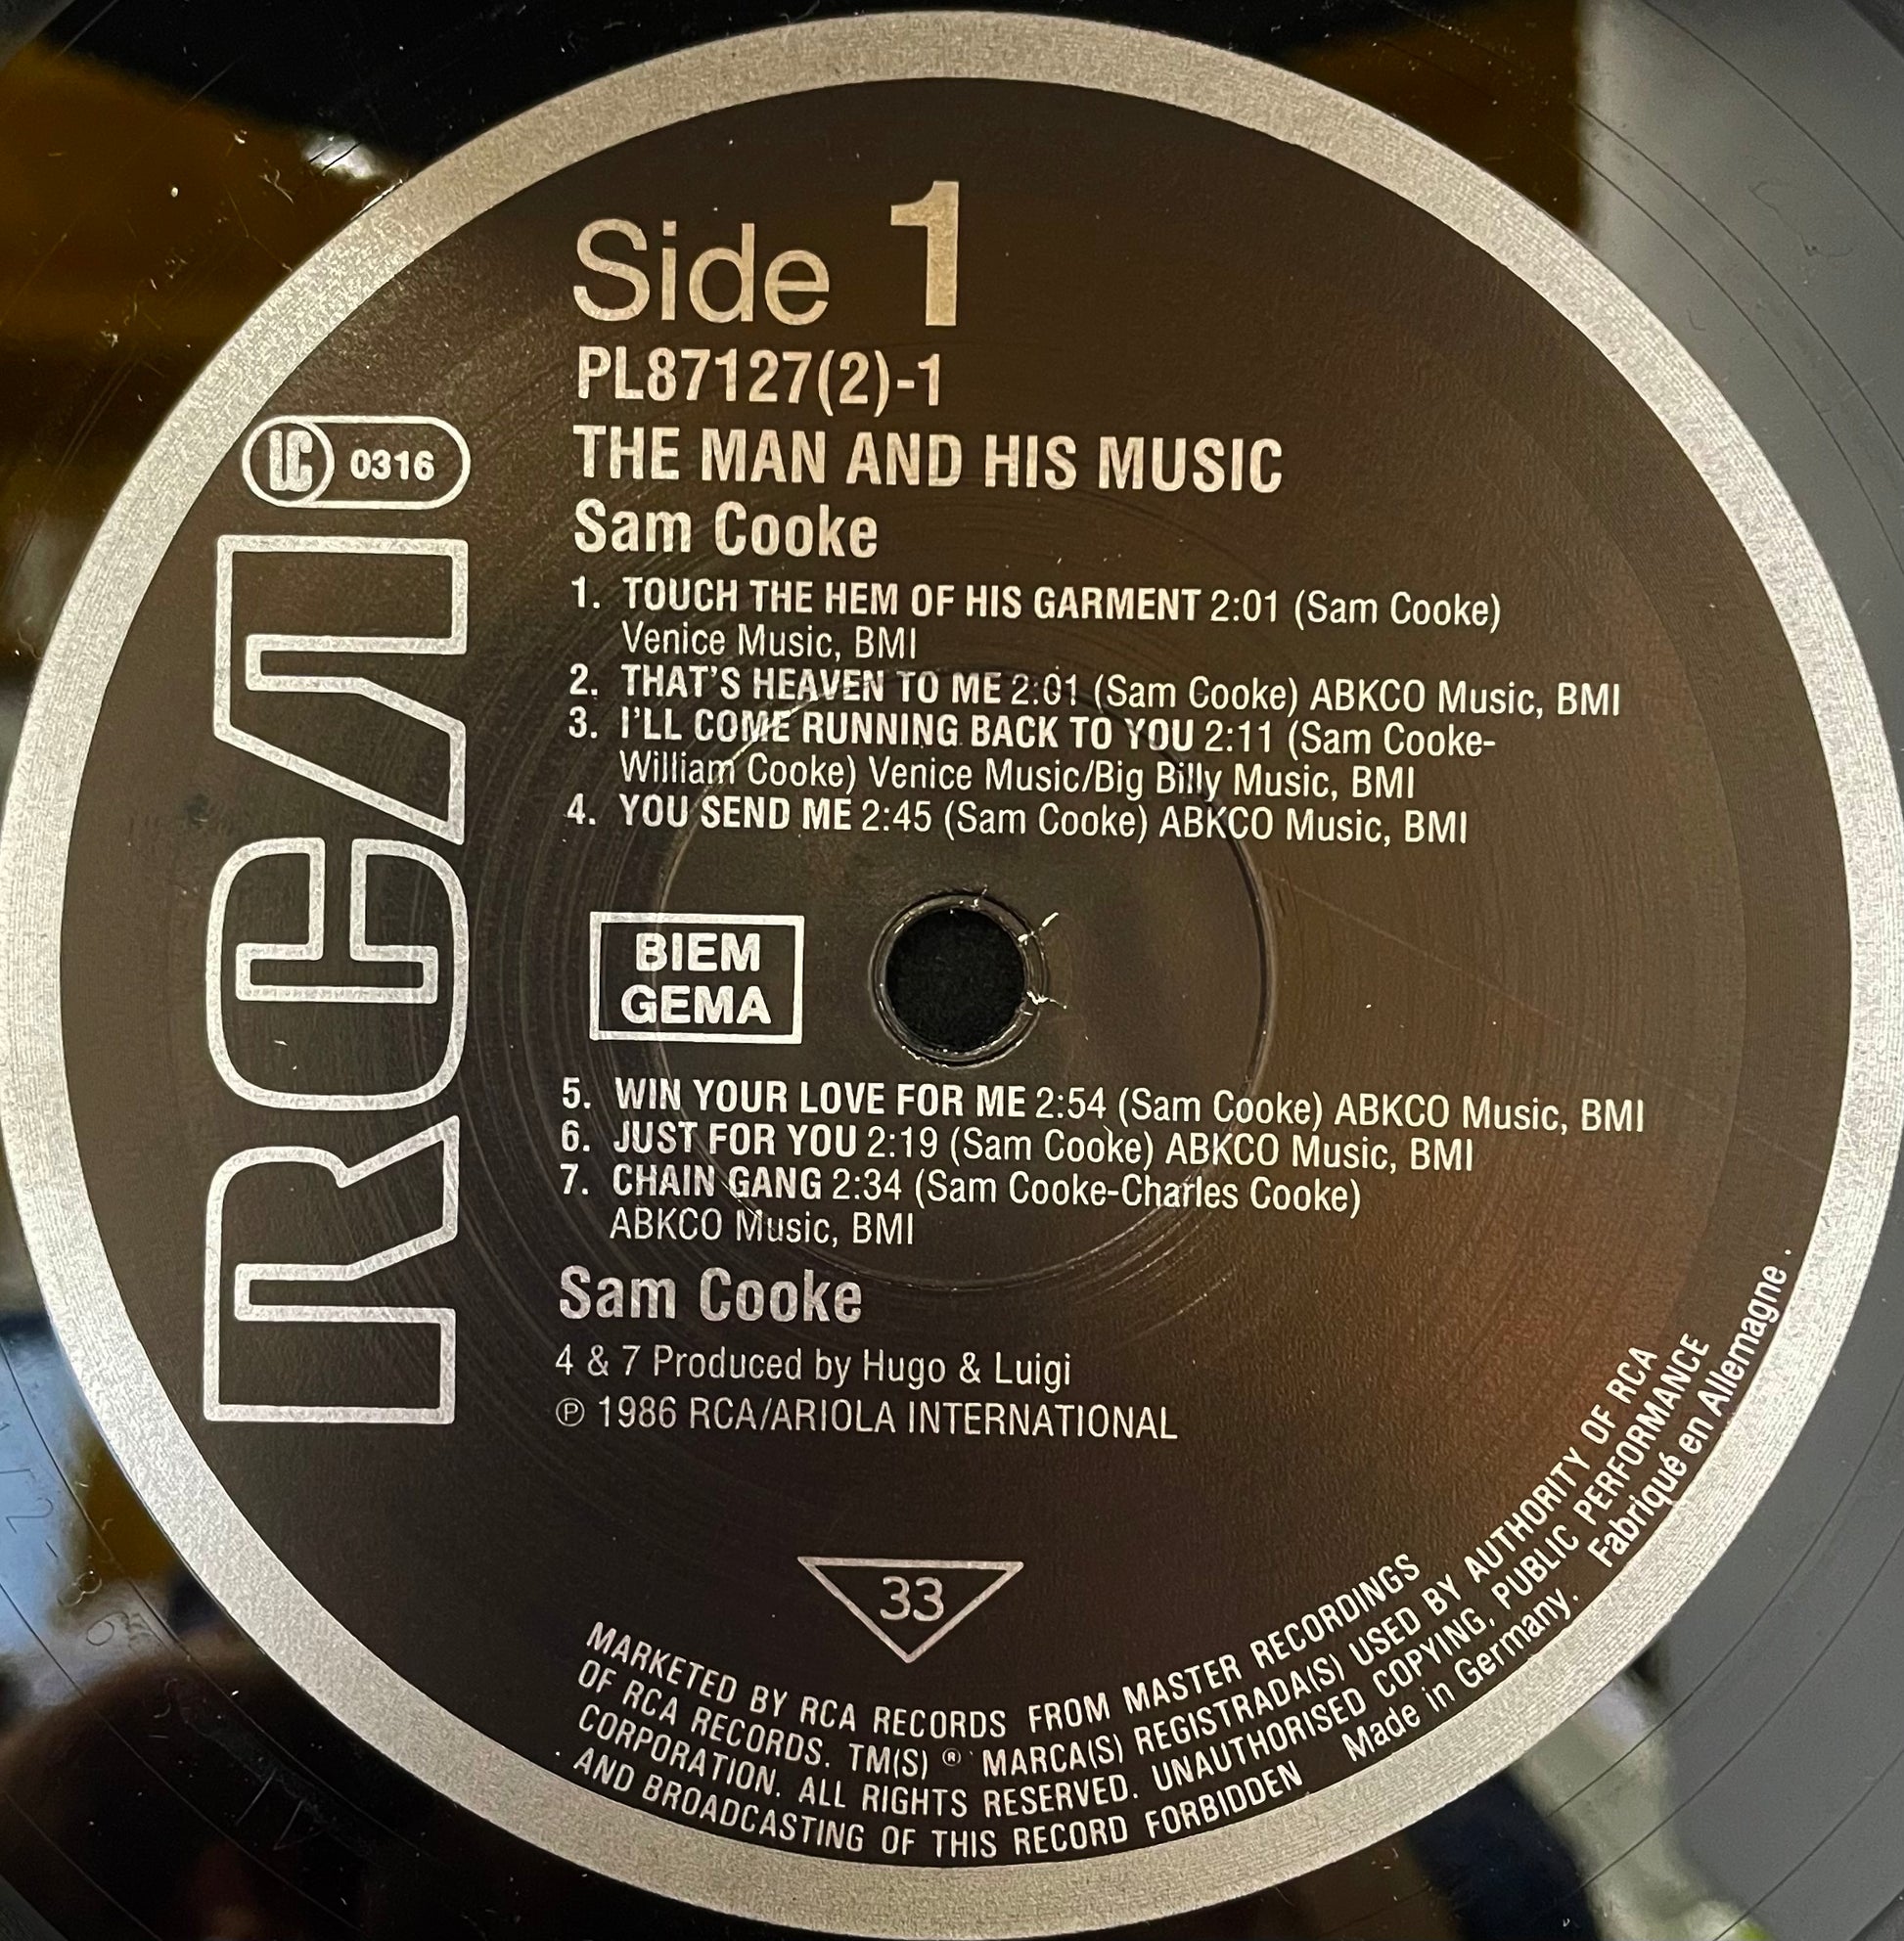 Side 1
PL87127(2)-1
THE MAN AND HIS MUSIC
Sam Cooke
LC 0316
RCA
1. TOUCH THE HEM OF HIS GARMENT 2:01 (Sam Cooke)
Venice Music, BMI
2. THAT'S HEAVEN TO ME 2:01 (Sam Cooke) ABKCO Music, BMI
3. I'LL COME RUNNING BACK TO YOU 2:11 (Sam Cooke-
William Cooke) Venice Music/Big Billy Music, BMI
4. YOU SEND ME 2:45 (Sam Cooke) ABKCO Music, BMI
BIEM
GEMA
5. WIN YOUR LOVE FOR ME 2:54 (Sam Cooke) ABKCO Music, BMI
6. JUST FOR YOU 2:19 (Sam Cooke) ABKCO Music, BMI
7. CHAIN GANG 2:34 (Sam Cooke-Charles Cooke)
ABKCO Music, BMI
Sam Cooke
4 & 7 Produced by Hugo & Luigi
℗ 1986 RCA/ARIOLA INTERNATIONAL
33
MARKETED BY RCA RECORDS FROM MASTER RECORDINGS
OF RCA RECORDS. TM(S) ® MARCA(S) REGISTRADA(S) USED BY AUTHORITY OF RCA
CORPORATION. ALL RIGHTS RESERVED. UNAUTHORISED COPYING, PUBLIC PERFORMANCE
AND BROADCASTING OF THIS RECORD FORBIDDEN Made in Germany. Fabriqué en Allemagne.